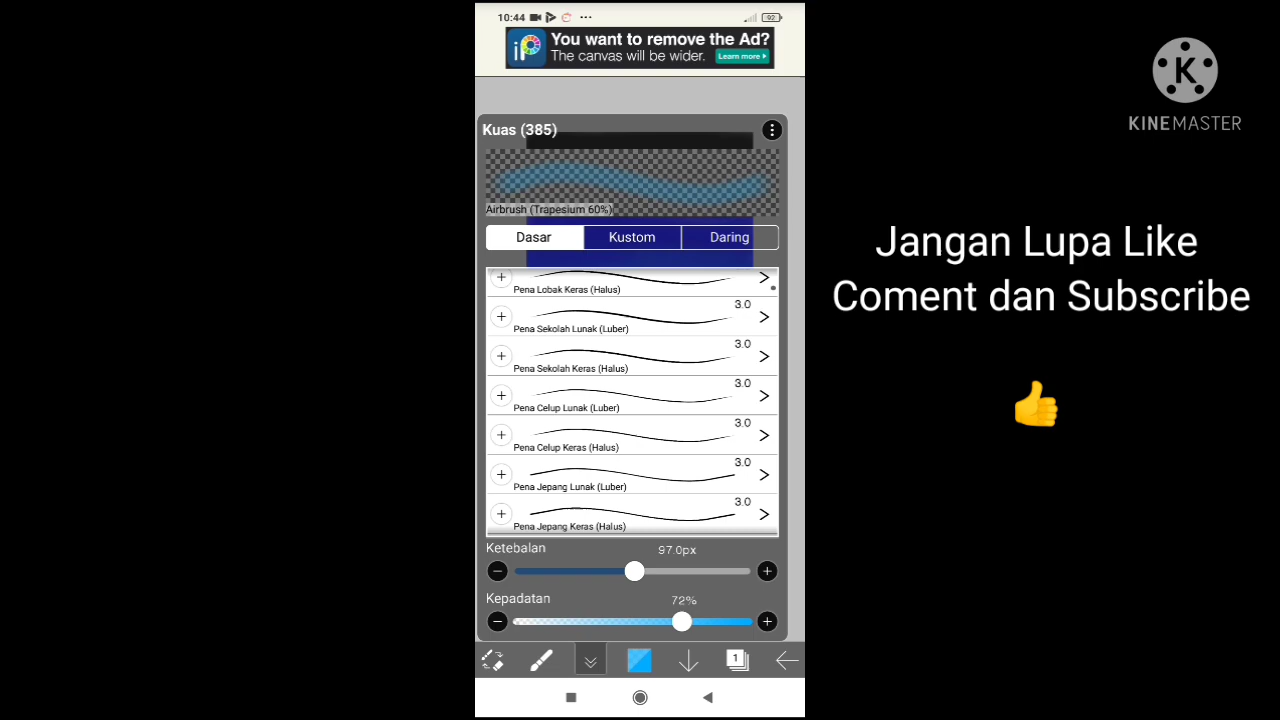 10:44
92
iP
You want to remove the Ad?
The canvas will be wider.
Learn more
Kuas (385)
Airbrush (Trapesium 60%)
Dasar
Kustom
Daring
Pena Lobak Keras (Halus)
3.0
Pena Sekolah Lunak (Luber)
3.0
Pena Sekolah Keras (Halus)
3.0
Pena Celup Lunak (Luber)
3.0
Pena Celup Keras (Halus)
3.0
Pena Jepang Lunak (Luber)
3.0
Pena Jepang Keras (Halus)
Ketebalan
97.0px
Kepadatan
72%
1
K
KINEMASTER
Jangan Lupa Like
Coment dan Subscribe